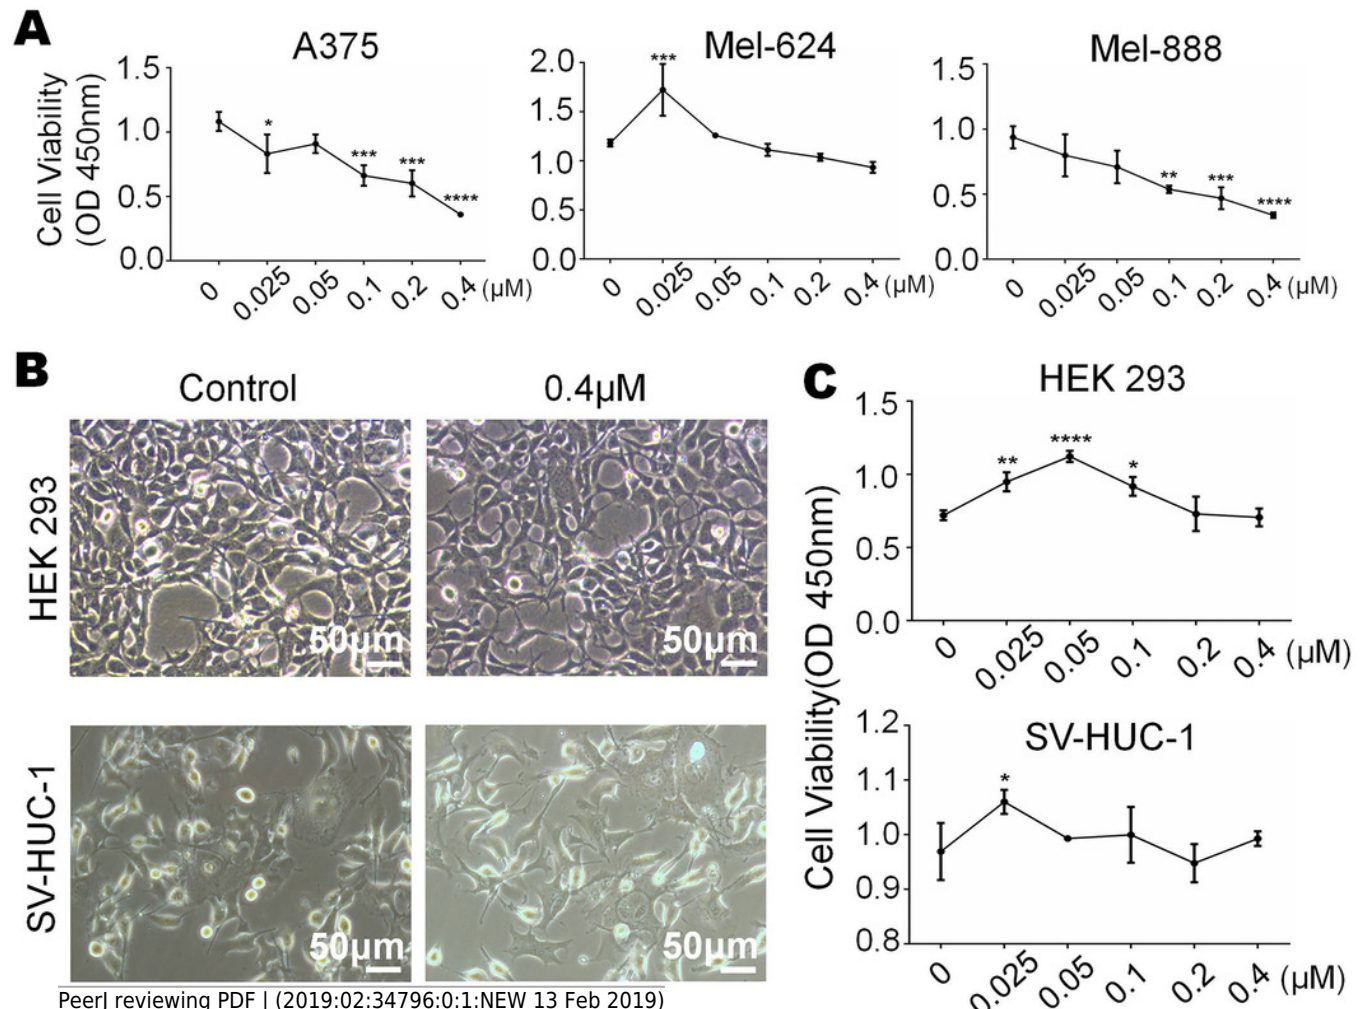 A
A375
Mel-624
Mel-888
Cell Viability
(OD 450nm)
1.5
1.0
0.5
0.0
*
***
***
****
0
0.025
0.05
0.1
0.2
0.4
(µM)
2.0
1.5
1.0
0.5
0.0
***
0
0.025
0.05
0.1
0.2
0.4
(µM)
1.5
1.0
0.5
0.0
**
***
****
0
0.025
0.05
0.1
0.2
0.4
(µM)
B
Control
0.4µM
HEK 293
50µm
50µm
SV-HUC-1
50µm
50µm
C
HEK 293
Cell Viability(OD 450nm)
1.5
1.0
0.5
0.0
**
****
*
0
0.025
0.05
0.1
0.2
0.4
(µM)
SV-HUC-1
1.2
1.1
1.0
0.9
0.8
*
0
0.025
0.05
0.1
0.2
0.4
(µM)
PeerJ reviewing PDF | (2019:02:34796:0:1:NEW 13 Feb 2019)